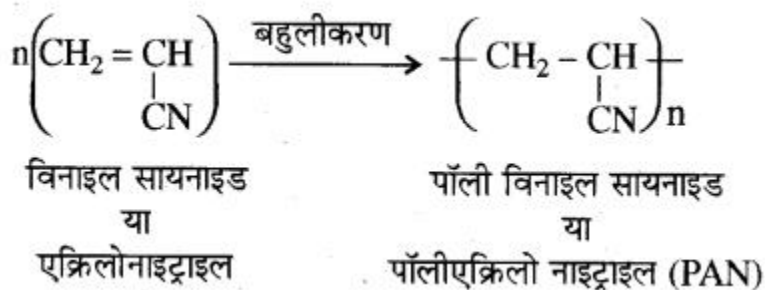 n(CH₂ = CH) बहुलीकरण ⟶ –(CH₂ – CH–)n
CN CN
विनाइल सायनाइड पॉली विनाइल सायनाइड
या या
एक्रिलोनाइट्राइल पॉलीएक्रिलो नाइट्राइल (PAN)